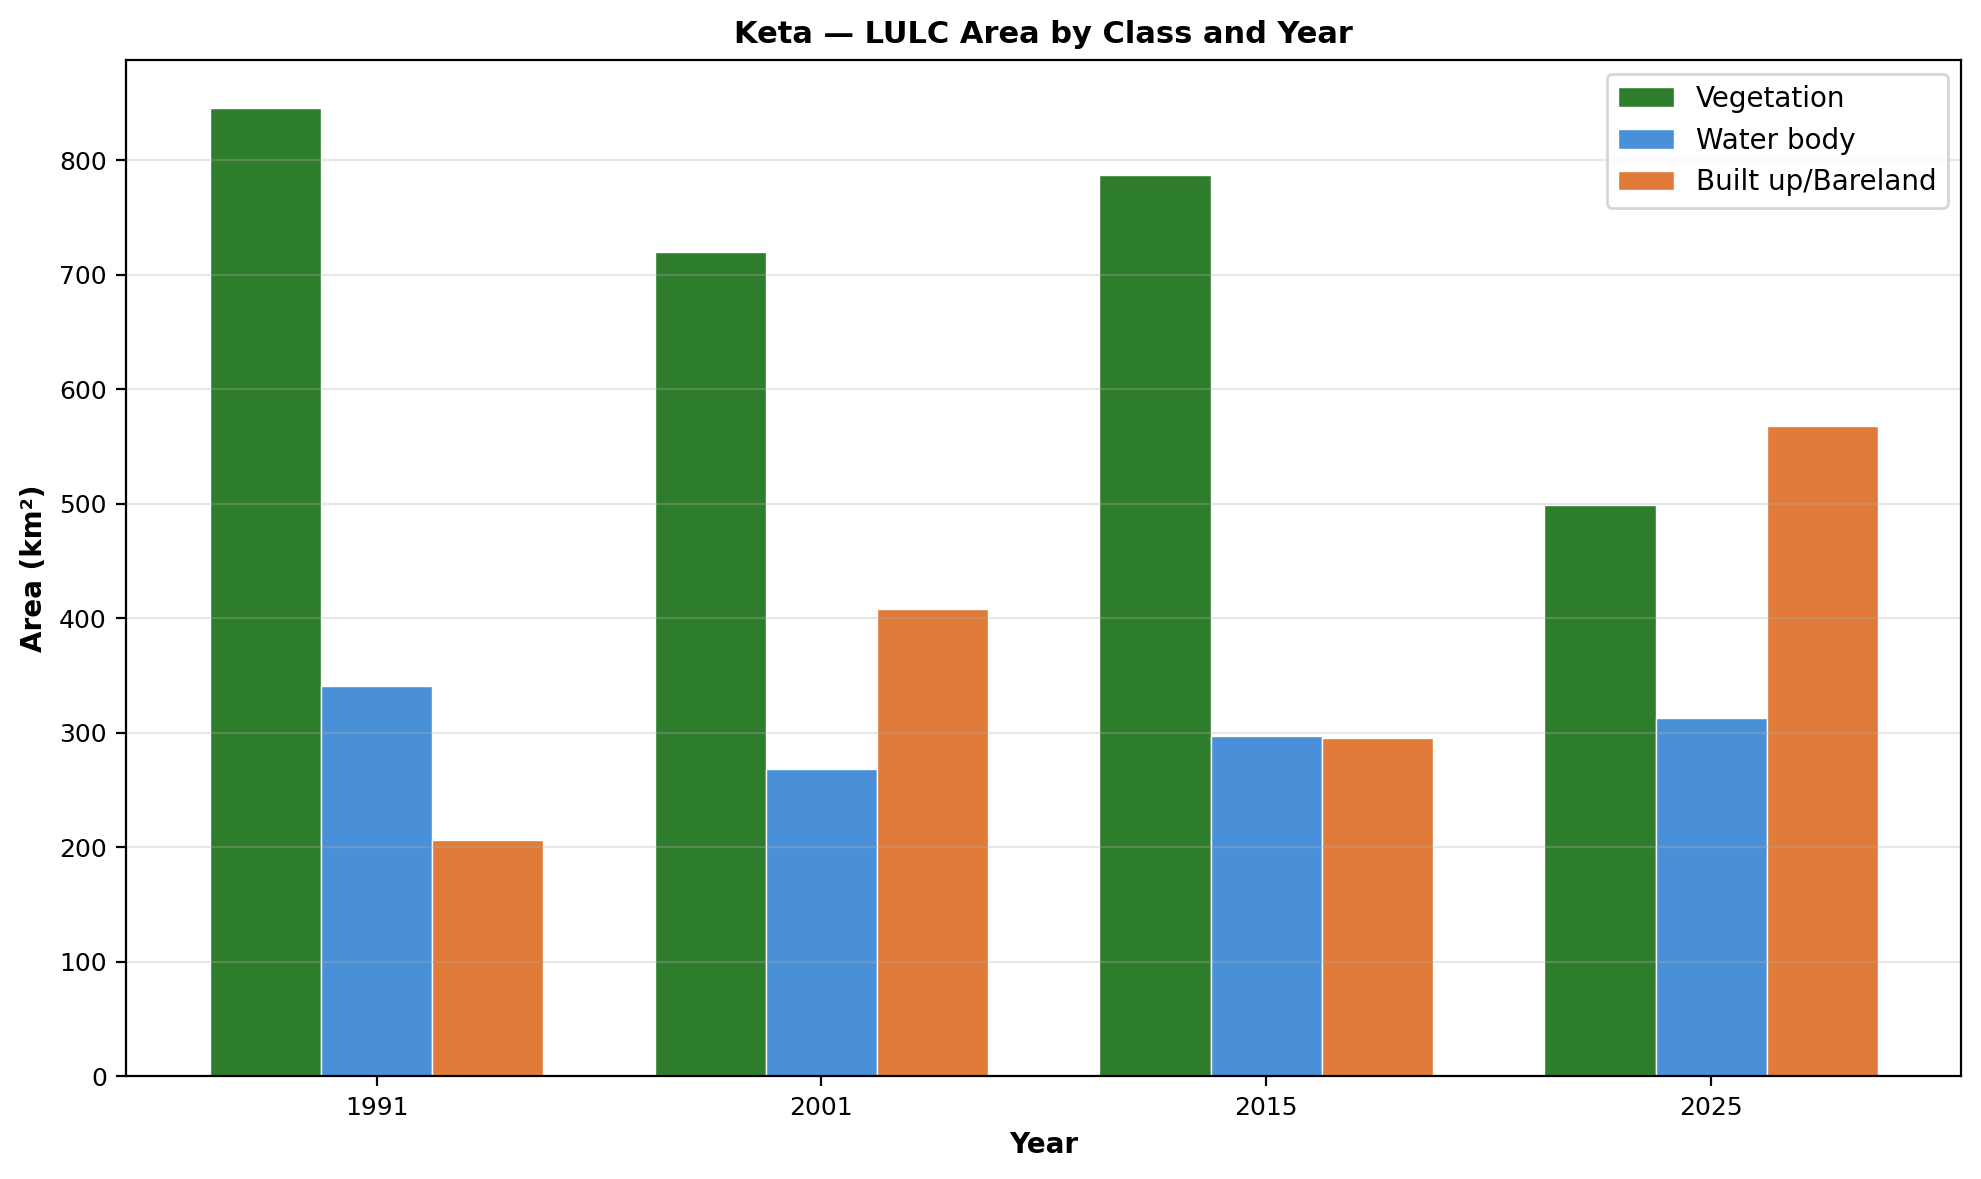 Keta — LULC Area by Class and Year
Vegetation
Water body
Built up/Bareland
Area (km²)
800
700
600
500
400
300
200
100
0
1991 2001 2015 2025
Year